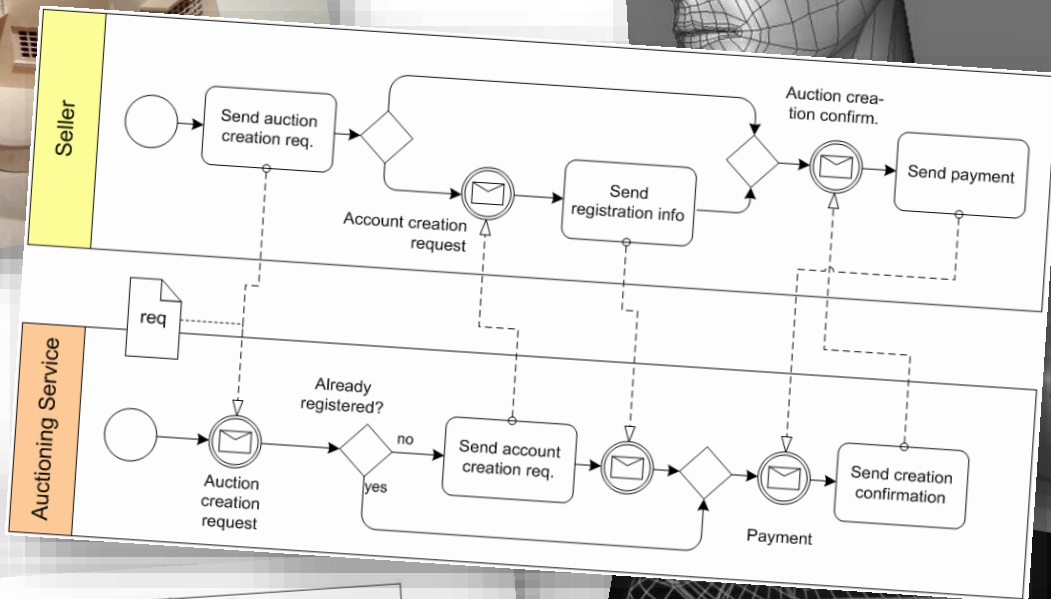 Seller
Send auction
creation req.
Account creation
request
Send
registration info
Auction crea-
tion confirm.
Send payment
req
Auctioning Service
Auction
creation
request
Already
registered?
no
yes
Send account
creation req.
Payment
Send creation
confirmation